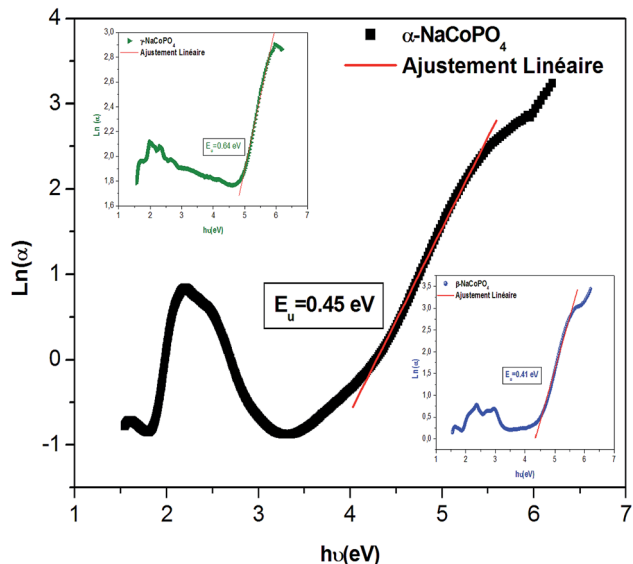 α-NaCoPO₄
Ajustement Linéaire
Ln(α)
4
3
2
1
0
-1
1
2
3
4
5
6
7
hυ(eV)
Eᵤ=0.45 eV
γ-NaCoPO₄
Ajustement Linéaire
Ln (α)
3,0
2,8
2,6
2,4
2,2
2,0
1,8
1,6
1
2
3
4
5
6
7
hυ(eV)
Eᵤ=0.64 eV
β-NaCoPO₄
Ajustement Linéaire
Ln (α)
3,5
3,0
2,5
2,0
1,5
1,0
0,5
0,0
1
2
3
4
5
6
7
hυ(eV)
Eᵤ=0.41 eV